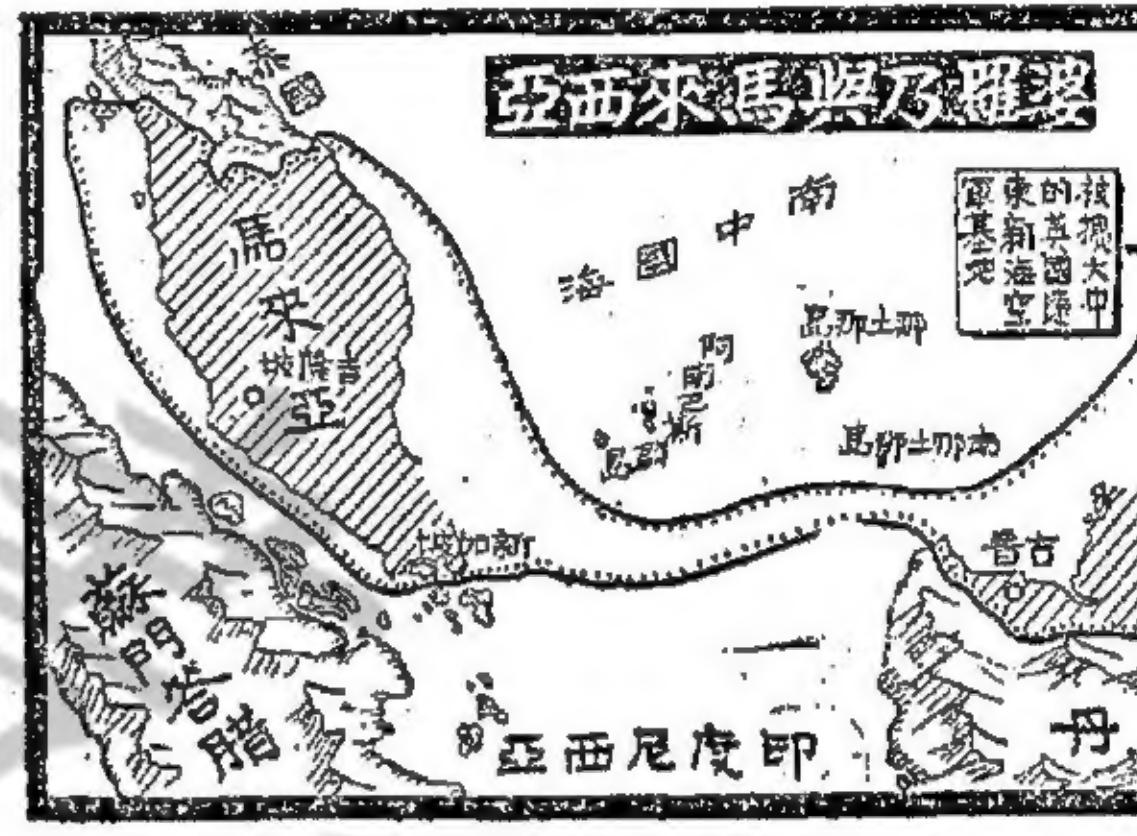 婆羅乃與馬來西亞
被擴大中
的英國遠
東新海空
軍基地
泰國
南中國海
馬來亞
吉隆坡
那土那島
阿南巴斯群島
南那土那島
新加坡
古晉
蘇門答臘
印度尼西亞
丹